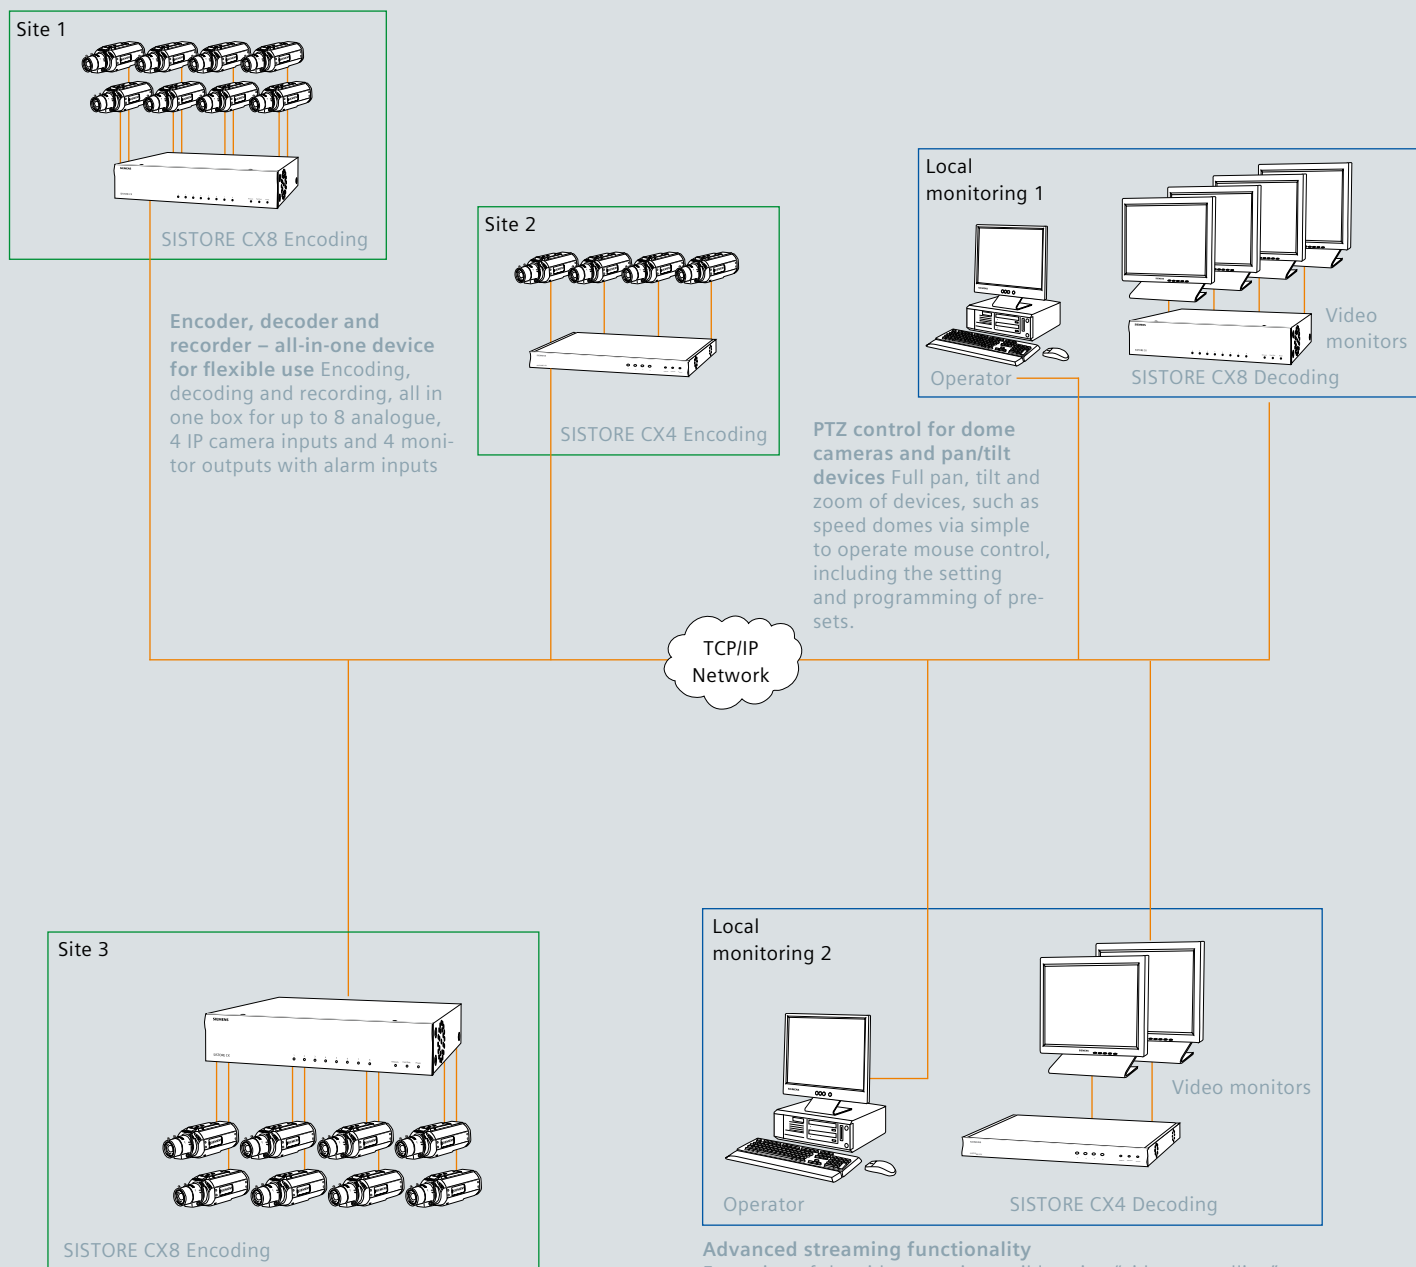 Site 1
SISTORE CX8 Encoding
Encoder, decoder and
recorder – all-in-one device
for flexible use Encoding,
decoding and recording, all in
one box for up to 8 analogue,
4 IP camera inputs and 4 moni-
tor outputs with alarm inputs
Site 2
SISTORE CX4 Encoding
Local
monitoring 1
Operator
Video
monitors
SISTORE CX8 Decoding
PTZ control for dome
cameras and pan/tilt
devices Full pan, tilt and
zoom of devices, such as
speed domes via simple
to operate mouse control,
including the setting
and programming of pre-
sets.
TCP/IP
Network
Site 3
SIEMENS
SISTORE CX
SISTORE CX8 Encoding
Local
monitoring 2
Video monitors
Operator
SISTORE CX4 Decoding
Advanced streaming functionality